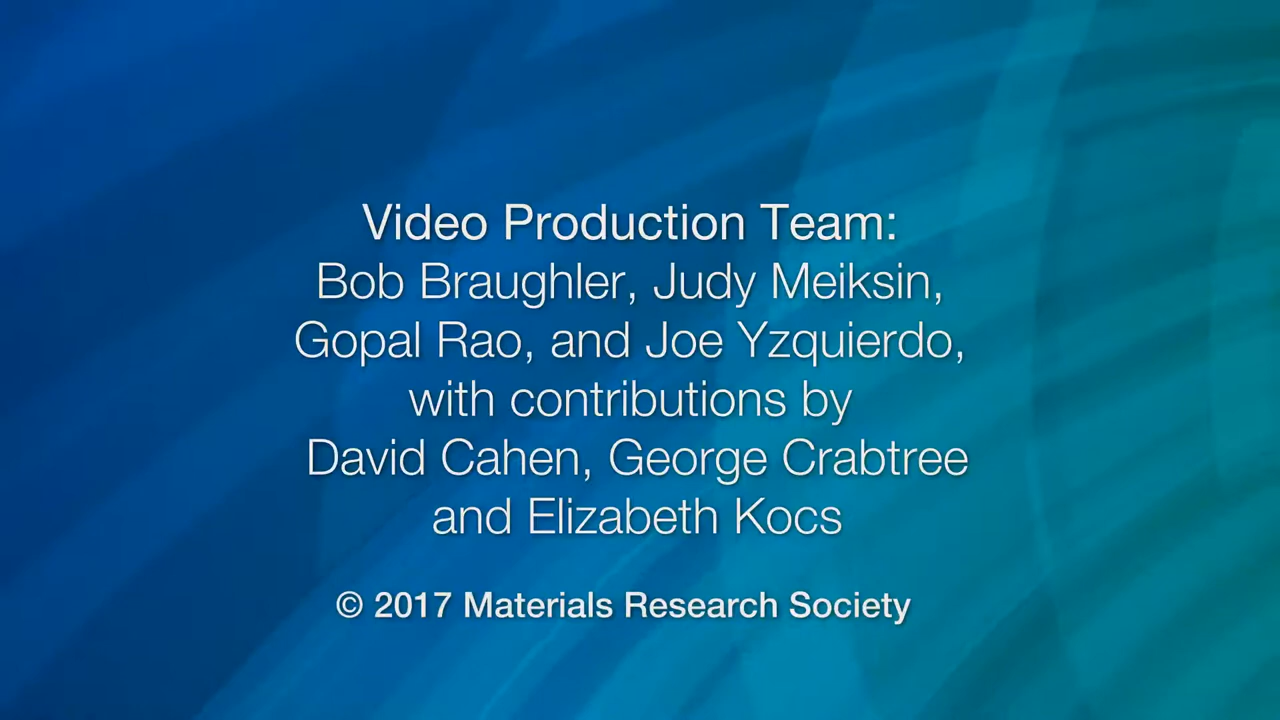 Video Production Team:
Bob Braughler, Judy Meiksin,
Gopal Rao, and Joe Yzquierdo,
with contributions by
David Cahen, George Crabtree
and Elizabeth Kocs
© 2017 Materials Research Society